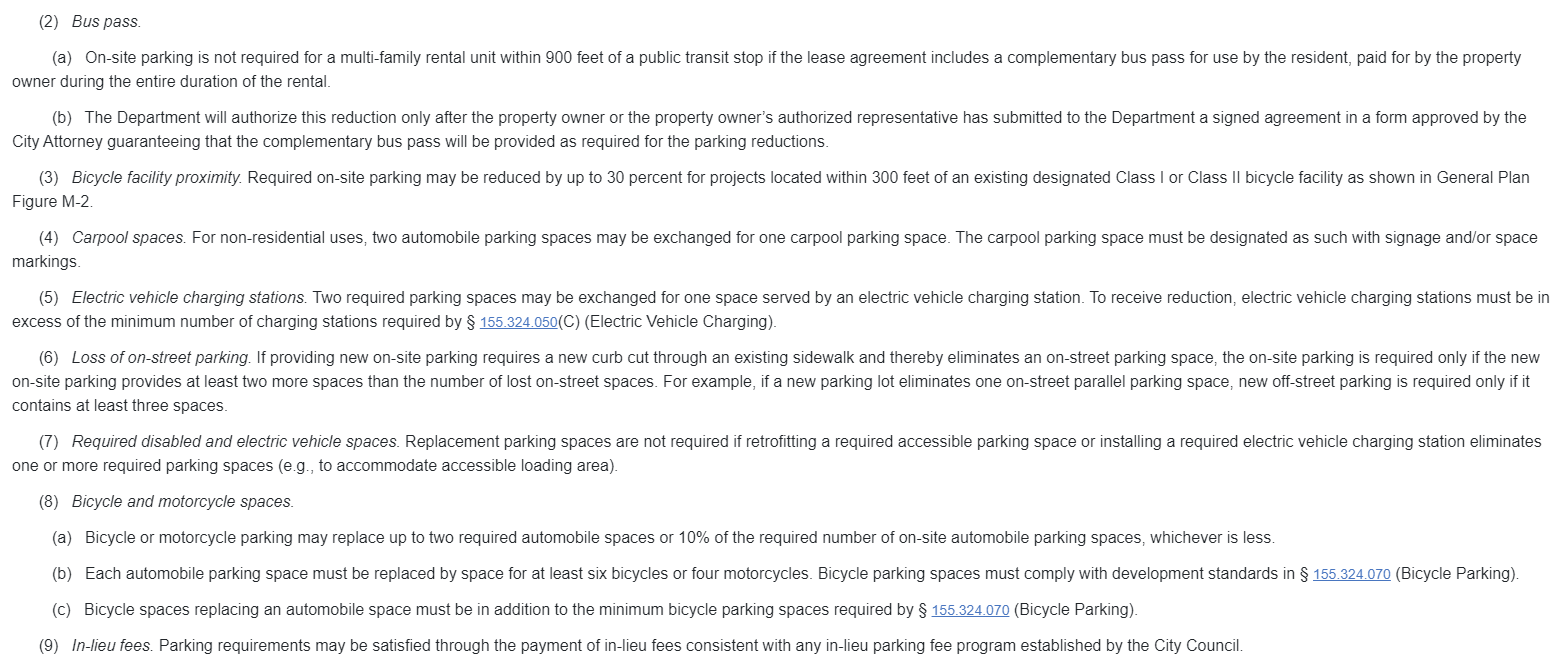 (2) Bus pass.
(a) On-site parking is not required for a multi-family rental unit within 900 feet of a public transit stop if the lease agreement includes a complementary bus pass for use by the resident, paid for by the property
owner during the entire duration of the rental.
(b) The Department will authorize this reduction only after the property owner or the property owner’s authorized representative has submitted to the Department a signed agreement in a form approved by the
City Attorney guaranteeing that the complementary bus pass will be provided as required for the parking reductions.
(3) Bicycle facility proximity. Required on-site parking may be reduced by up to 30 percent for projects located within 300 feet of an existing designated Class I or Class II bicycle facility as shown in General Plan
Figure M-2.
(4) Carpool spaces. For non-residential uses, two automobile parking spaces may be exchanged for one carpool parking space. The carpool parking space must be designated as such with signage and/or space
markings.
(5) Electric vehicle charging stations. Two required parking spaces may be exchanged for one space served by an electric vehicle charging station. To receive reduction, electric vehicle charging stations must be in
excess of the minimum number of charging stations required by § 155.324.050(C) (Electric Vehicle Charging).
(6) Loss of on-street parking. If providing new on-site parking requires a new curb cut through an existing sidewalk and thereby eliminates an on-street parking space, the on-site parking is required only if the new
on-site parking provides at least two more spaces than the number of lost on-street spaces. For example, if a new parking lot eliminates one on-street parallel parking space, new off-street parking is required only if it
contains at least three spaces.
(7) Required disabled and electric vehicle spaces. Replacement parking spaces are not required if retrofitting a required accessible parking space or installing a required electric vehicle charging station eliminates
one or more required parking spaces (e.g., to accommodate accessible loading area).
(8) Bicycle and motorcycle spaces.
(a) Bicycle or motorcycle parking may replace up to two required automobile spaces or 10% of the required number of on-site automobile parking spaces, whichever is less.
(b) Each automobile parking space must be replaced by space for at least six bicycles or four motorcycles. Bicycle parking spaces must comply with development standards in § 155.324.070 (Bicycle Parking).
(c) Bicycle spaces replacing an automobile space must be in addition to the minimum bicycle parking spaces required by § 155.324.070 (Bicycle Parking).
(9) In-lieu fees. Parking requirements may be satisfied through the payment of in-lieu fees consistent with any in-lieu parking fee program established by the City Council.